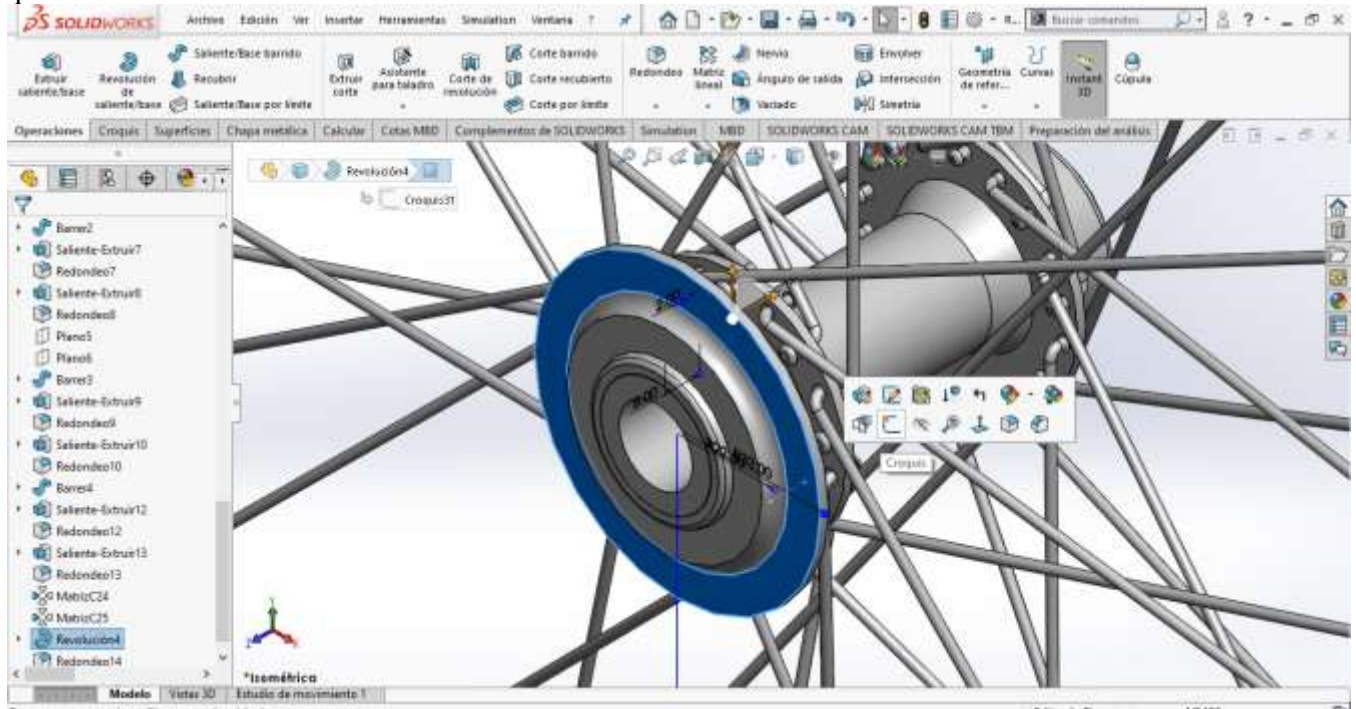 SOLIDWORKS Archivo Edición Ver Insertar Herramientas Simulation Ventana ? Buscar comandos
Extruir saliente/base
Revolución de saliente/base
Saliente/Base barrido
Recubrir
Saliente/Base por límite
Extruir corte
Asistente para taladro
Corte de revolución
Corte barrido
Corte recubierto
Corte por límite
Redondeo
Matriz lineal
Nervio
Ángulo de salida
Vaciado
Envolver
Intersección
Simetría
Geometría de refer...
Curvas
Instant 3D
Cúpula
Operaciones Croquis Superficies Chapa metálica Calcular Cotas MBD Complementos de SOLIDWORKS Simulation MBD SOLIDWORKS CAM SOLIDWORKS CAM TBM Preparación del análisis
Revolución4
Croquis31
Barrer2
Saliente-Extruir7
Redondeo7
Saliente-Extruir8
Redondeo8
Plano5
Plano6
Barrer3
Saliente-Extruir9
Redondeo9
Saliente-Extruir10
Redondeo10
Barrer4
Saliente-Extruir12
Redondeo12
Saliente-Extruir13
Redondeo13
MatrizC24
MatrizC25
Revolución4
Redondeo14
Croquis
*Isométrica
Modelo Vistas 3D Estudio de movimiento 1